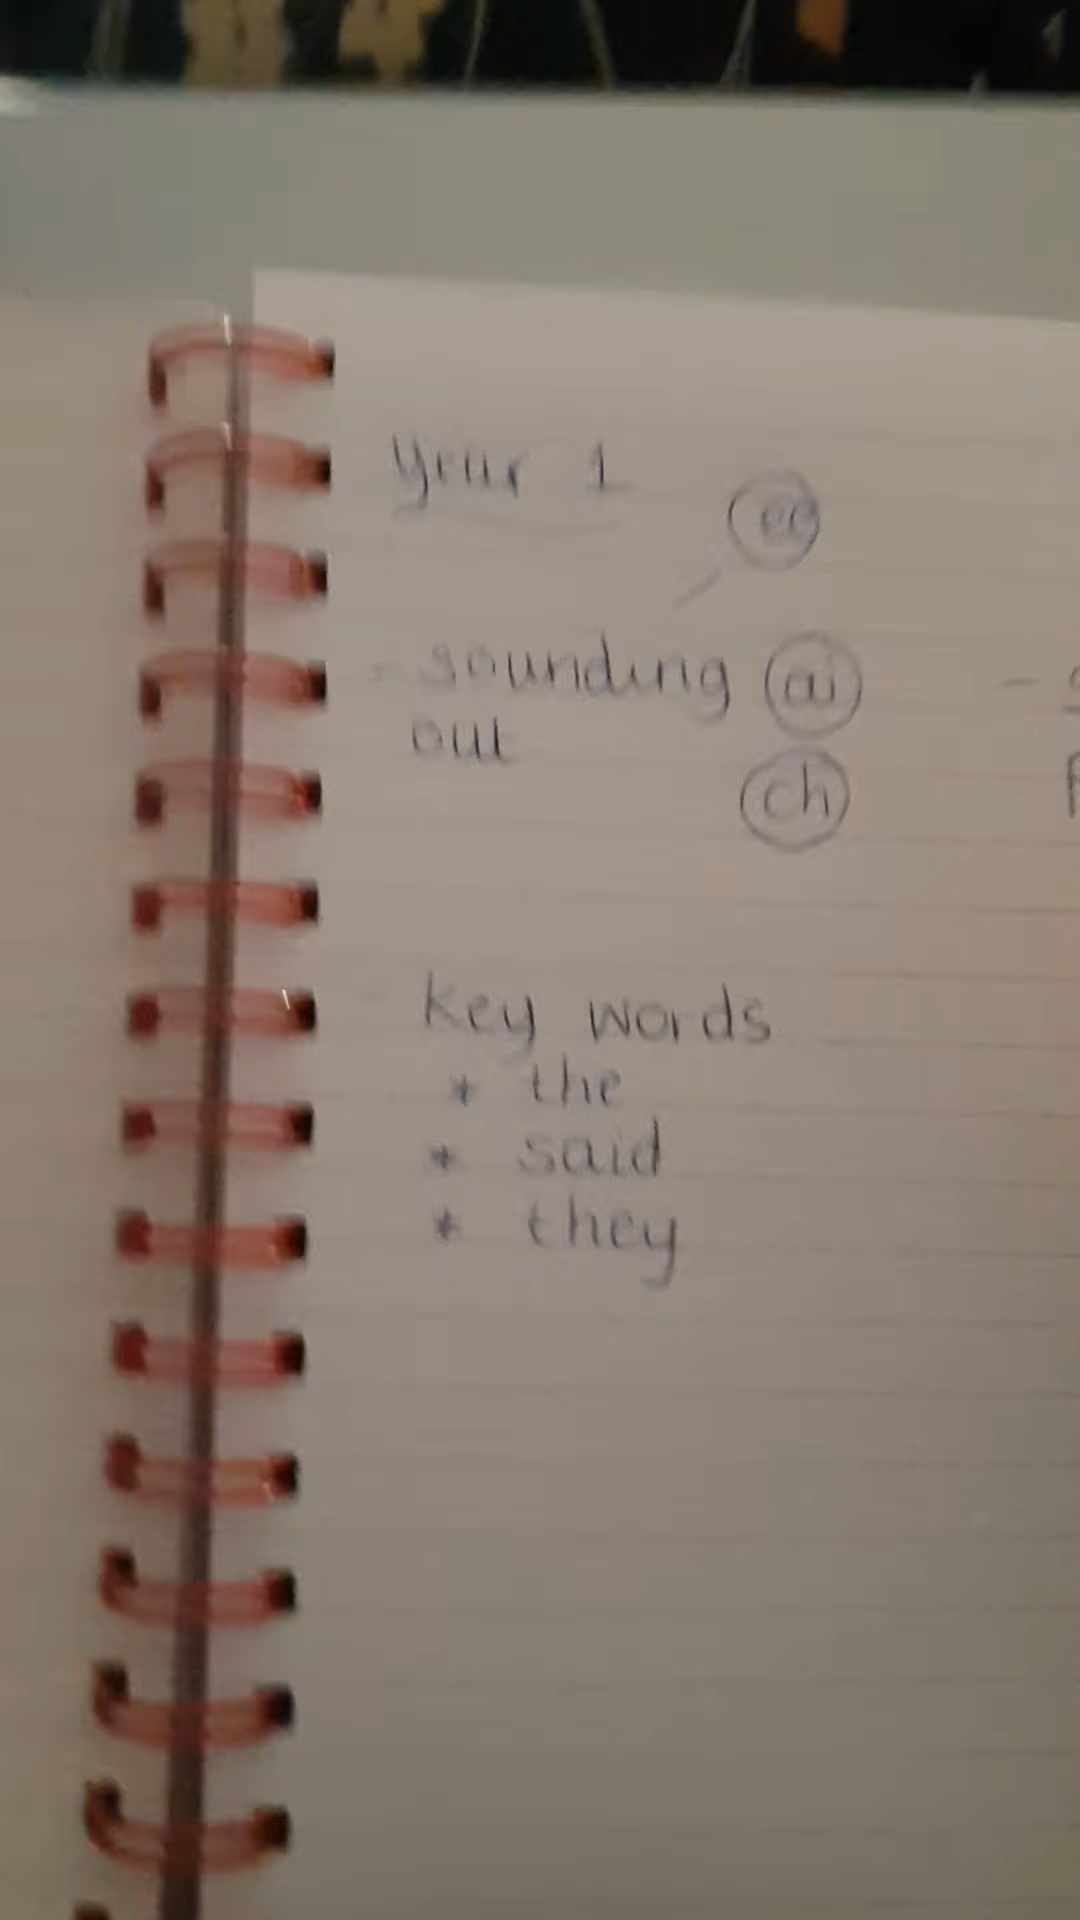 Year 1
ee
- sounding ai
out
ch
- key words
* the
* said
* they